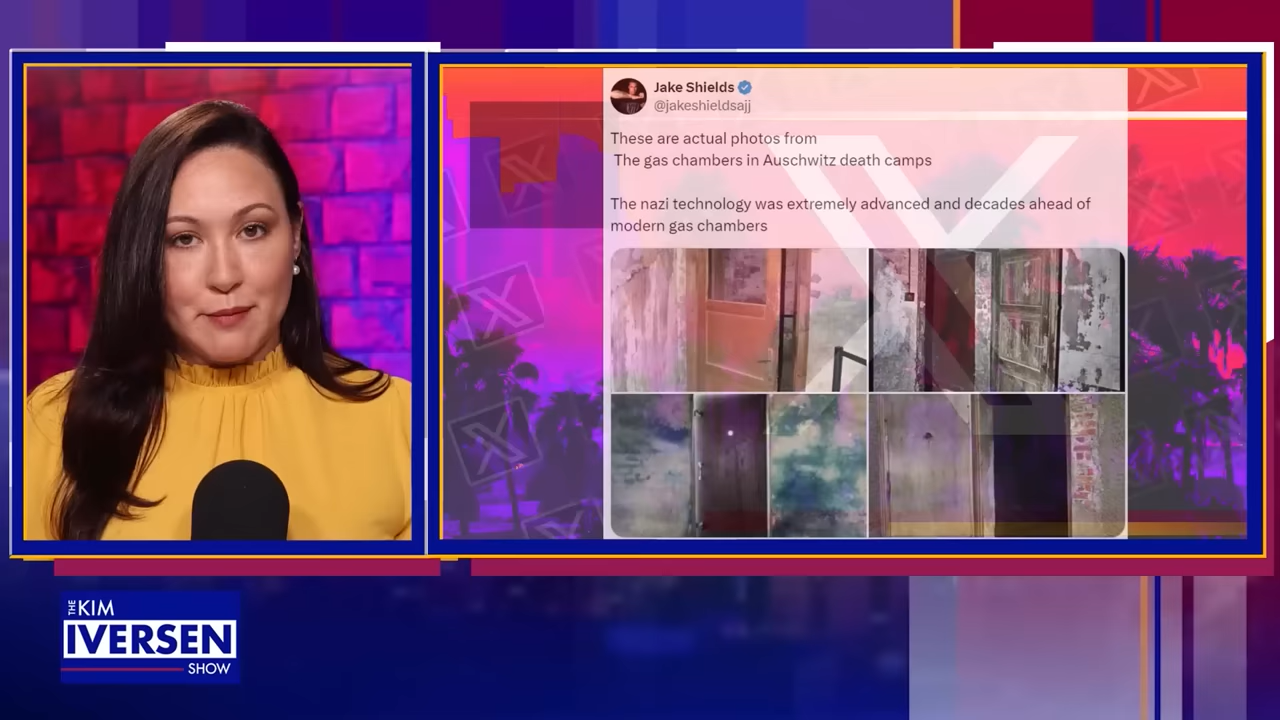 Jake Shields
@jakeshieldsajj
These are actual photos from
The gas chambers in Auschwitz death camps
The nazi technology was extremely advanced and decades ahead of
modern gas chambers
THE KIM
IVERSEN
SHOW